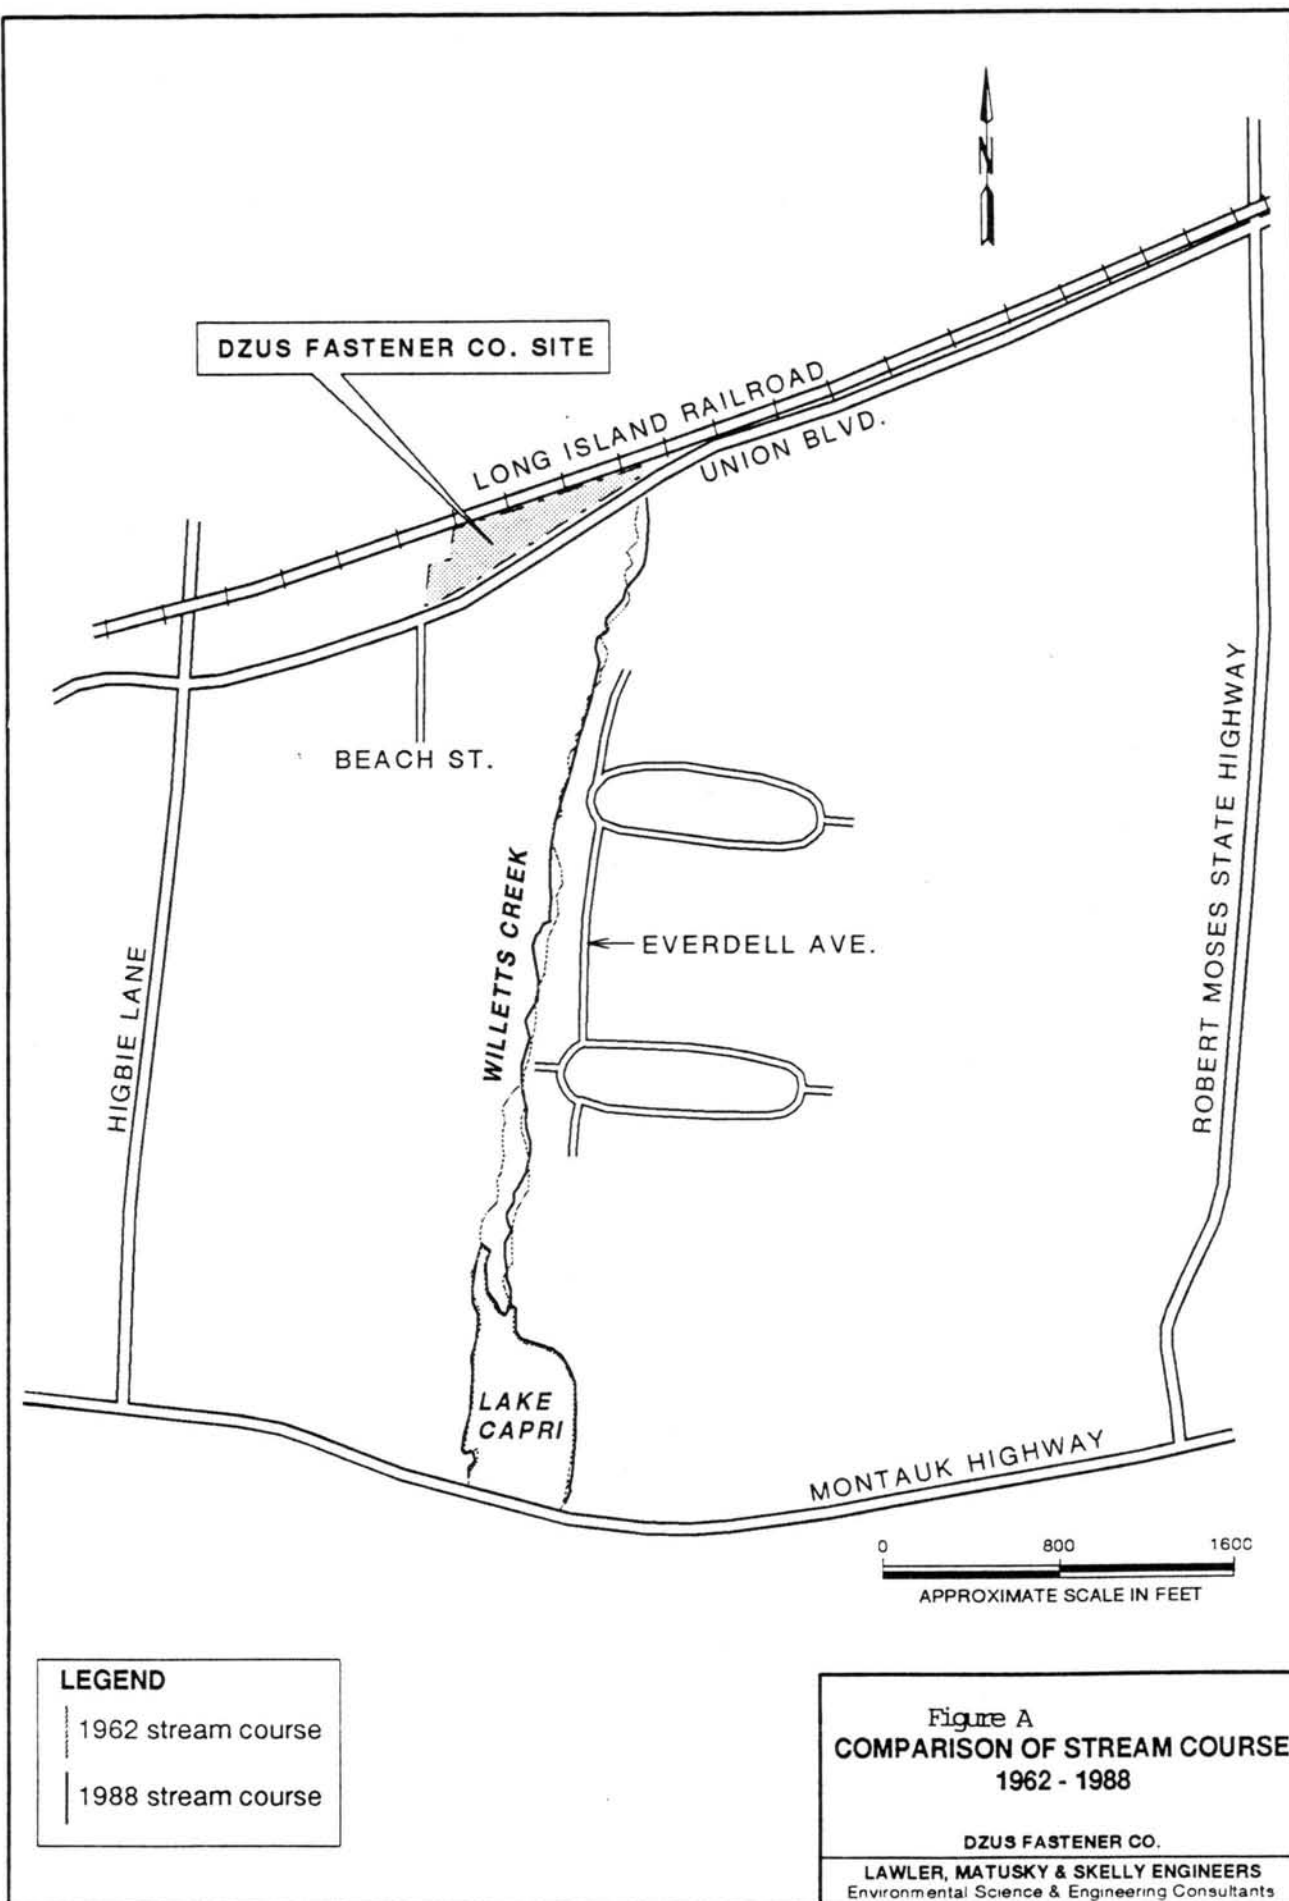 N
DZUS FASTENER CO. SITE
LONG ISLAND RAILROAD
UNION BLVD.
BEACH ST.
WILLETTS CREEK
EVERDELL AVE.
HIGBIE LANE
ROBERT MOSES STATE HIGHWAY
LAKE
CAPRI
MONTAUK HIGHWAY
0 800 1600
APPROXIMATE SCALE IN FEET
LEGEND
1962 stream course
1988 stream course
Figure A
COMPARISON OF STREAM COURSE
1962 - 1988
DZUS FASTENER CO.
LAWLER, MATUSKY & SKELLY ENGINEERS
Environmental Science & Engineering Consultants